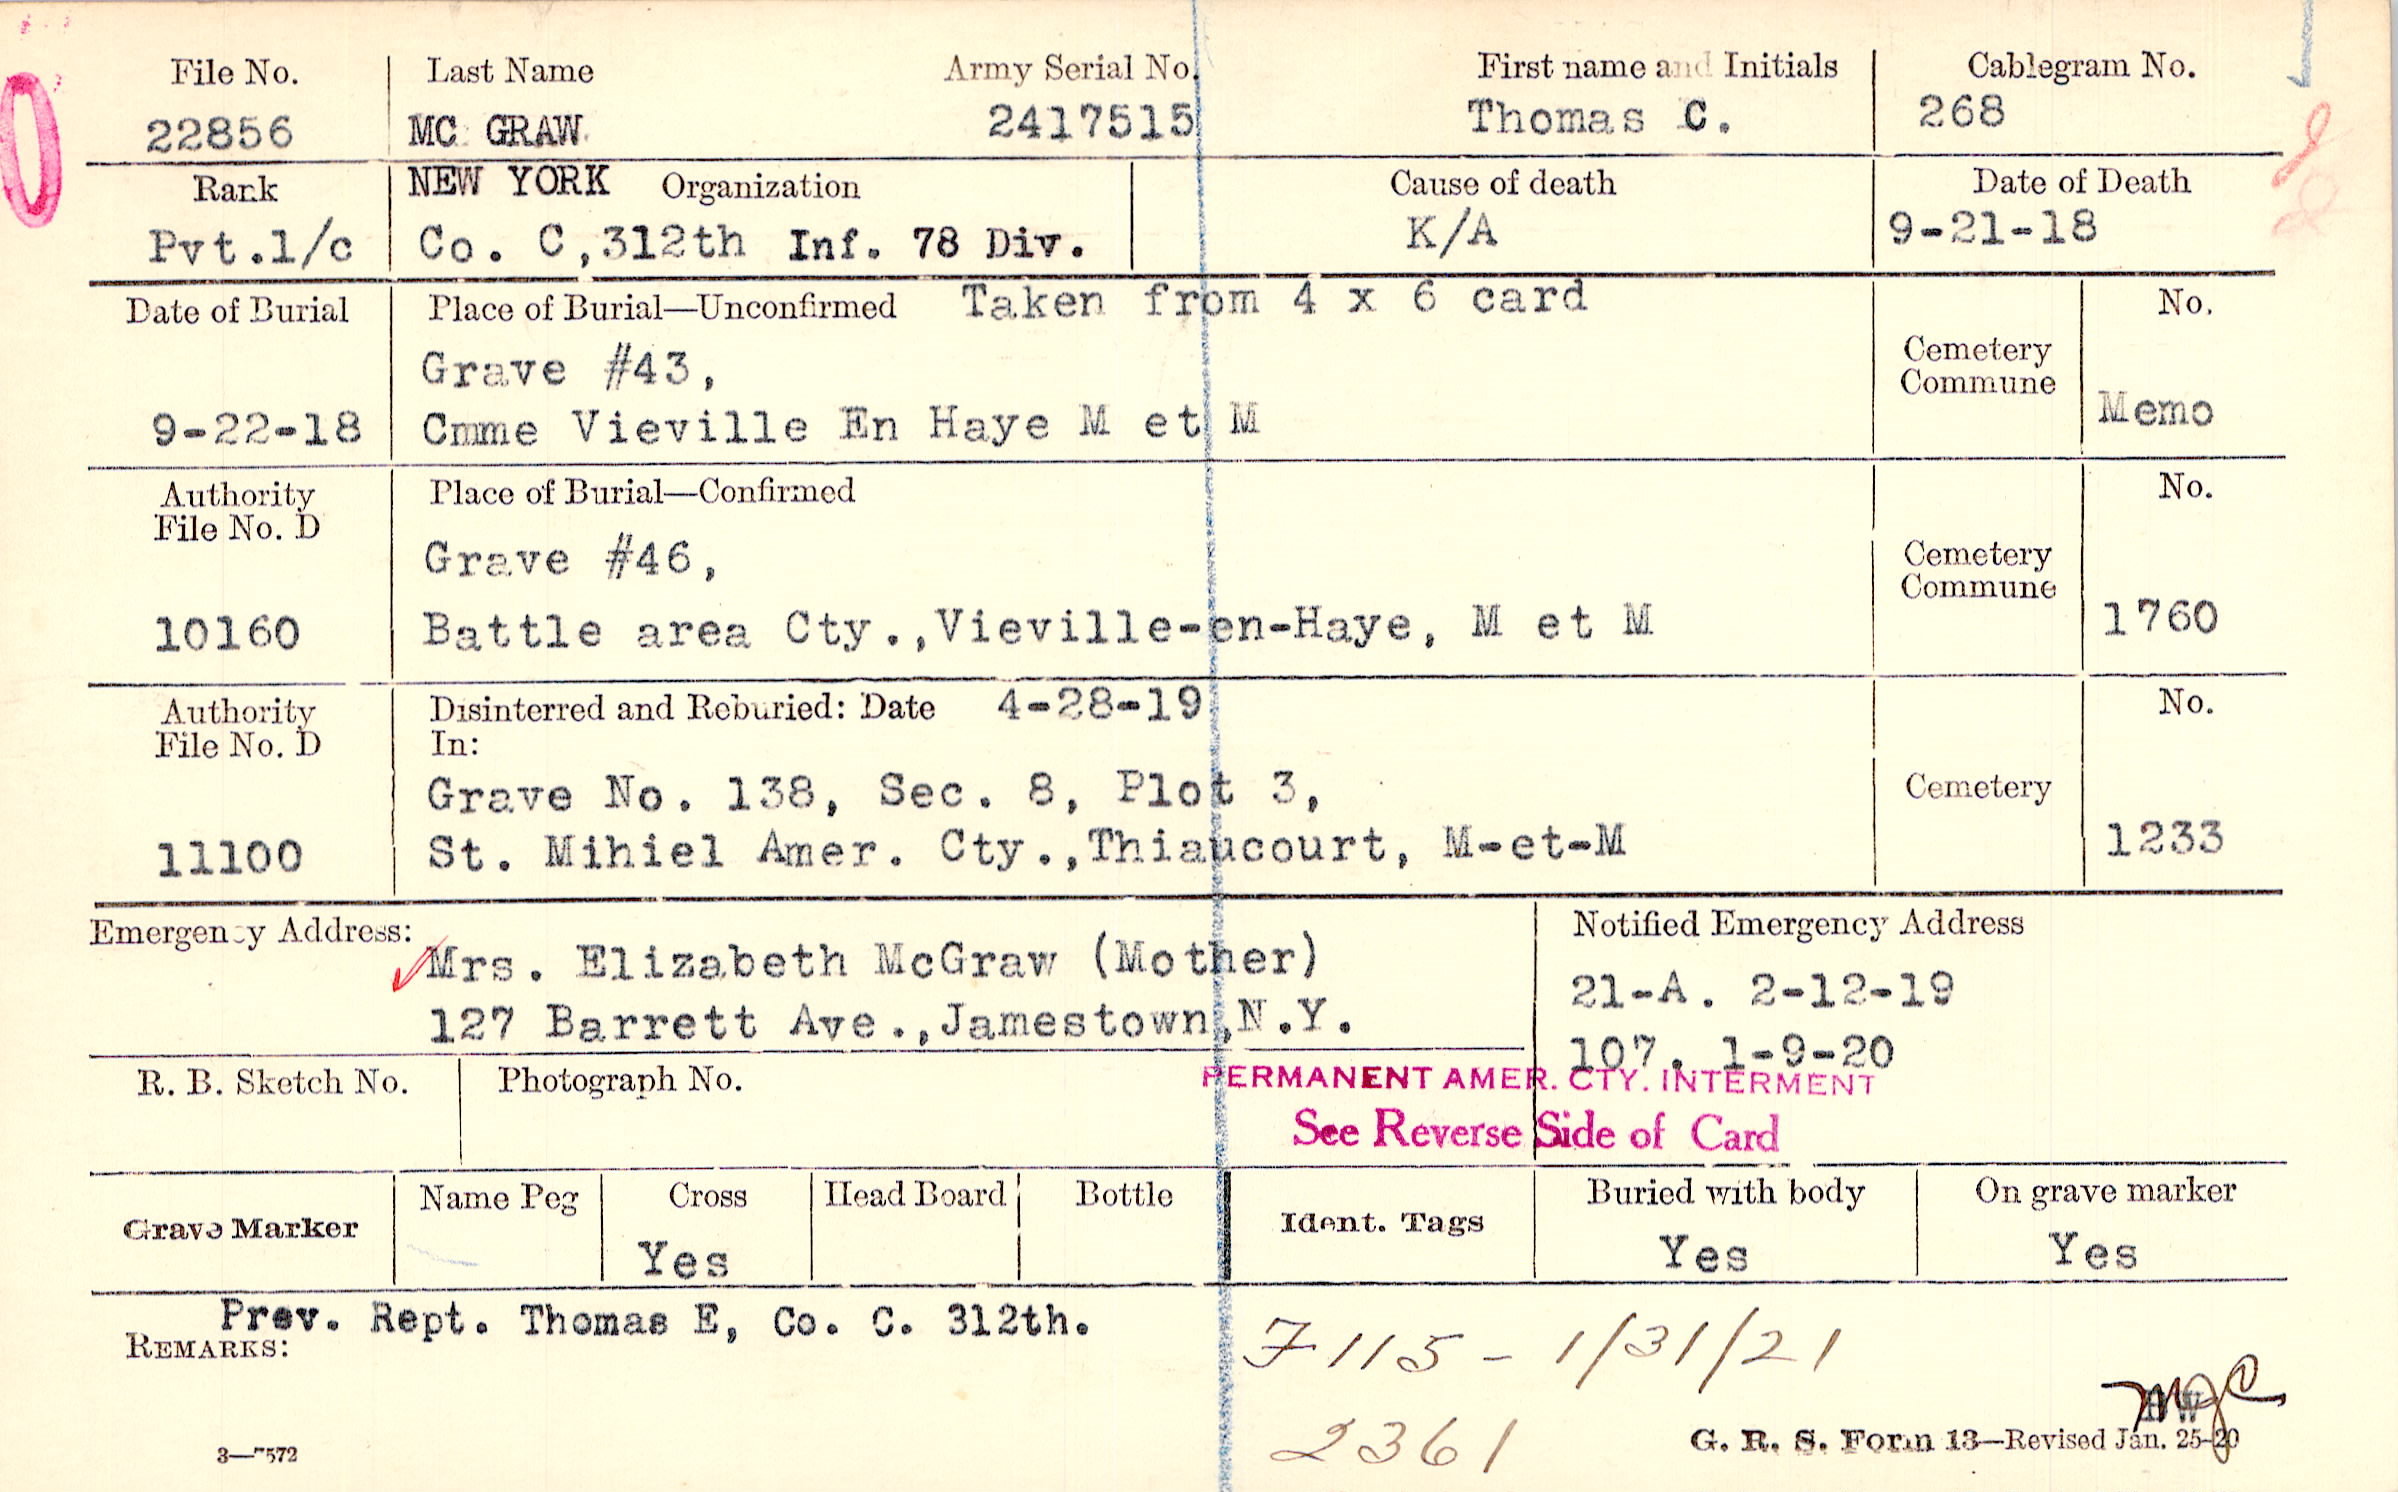 File No. Last Name Army Serial No. First name and Initials Cablegram No.
22856 MC GRAW 2417515 Thomas C. 268
Rank NEW YORK Organization Cause of death Date of Death
Pvt.1/c Co. C,312th Inf. 78 Div. K/A 9-21-18
Date of Burial Place of Burial—Unconfirmed Taken from 4 x 6 card No.
Grave #43, Cemetery
Commune
9-22-18 Cmme Vieville En Haye M et M Memo
Authority Place of Burial—Confirmed No.
File No. D
Grave #46, Cemetery
Commune
10160 Battle area Cty.,Vieville-en-Haye, M et M 1760
Authority Disinterred and Reburied: Date 4-28-19 No.
File No. D In:
Grave No. 138, Sec. 8, Plot 3, Cemetery
11100 St. Mihiel Amer. Cty.,Thiaucourt, M-et-M 1233
Emergency Address: Notified Emergency Address
Mrs. Elizabeth McGraw (Mother) 21-A. 2-12-19
127 Barrett Ave.,Jamestown,N.Y. 107. 1-9-20
R. B. Sketch No. Photograph No. PERMANENT AMER. CTY. INTERMENT
See Reverse Side of Card
Grave Marker Name Peg Cross Head Board Bottle Ident. Tags Buried with body On grave marker
Yes Yes Yes
Prev. Rept. Thomas E, Co. C. 312th.
REMARKS: F115 - 1/31/21
2361
3—7572 G. R. S. Form 13—Revised Jan. 25-20